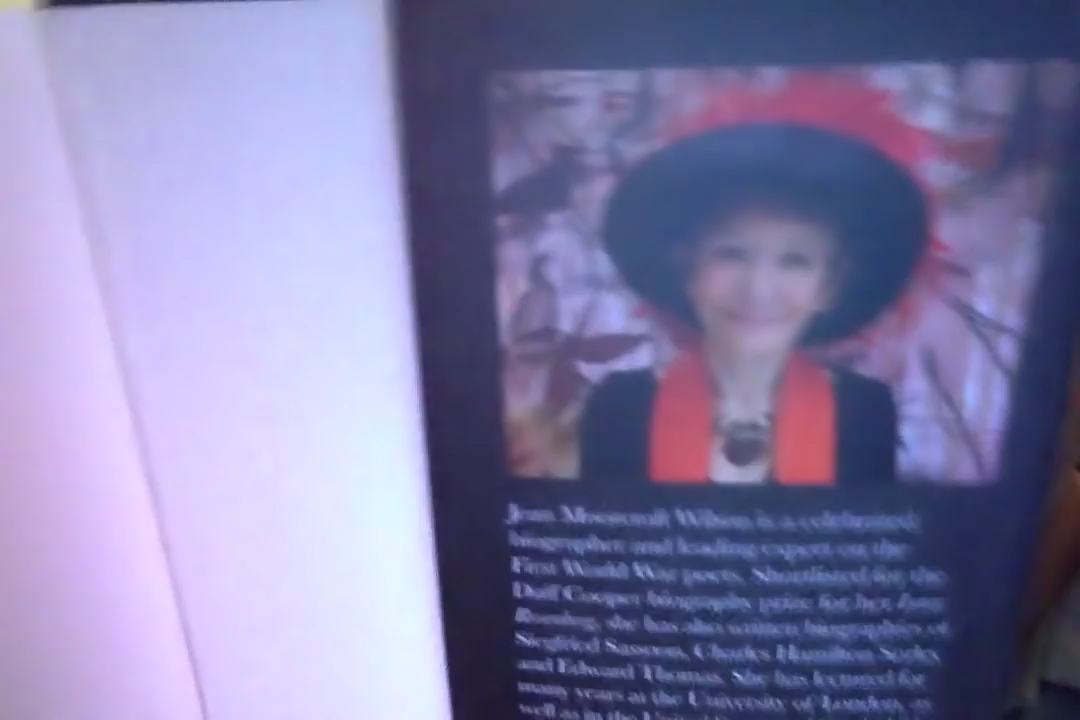 Jean Moorcroft Wilson is a celebrated
biographer and leading expert on the
First World War poets. Shortlisted for the
Duff Cooper biography prize for her Isaac
Rosenberg, she has also written biographies of
Siegfried Sassoon, Charles Hamilton Sorley
and Edward Thomas. She has lectured for
many years at the University of London, as
well as in the United